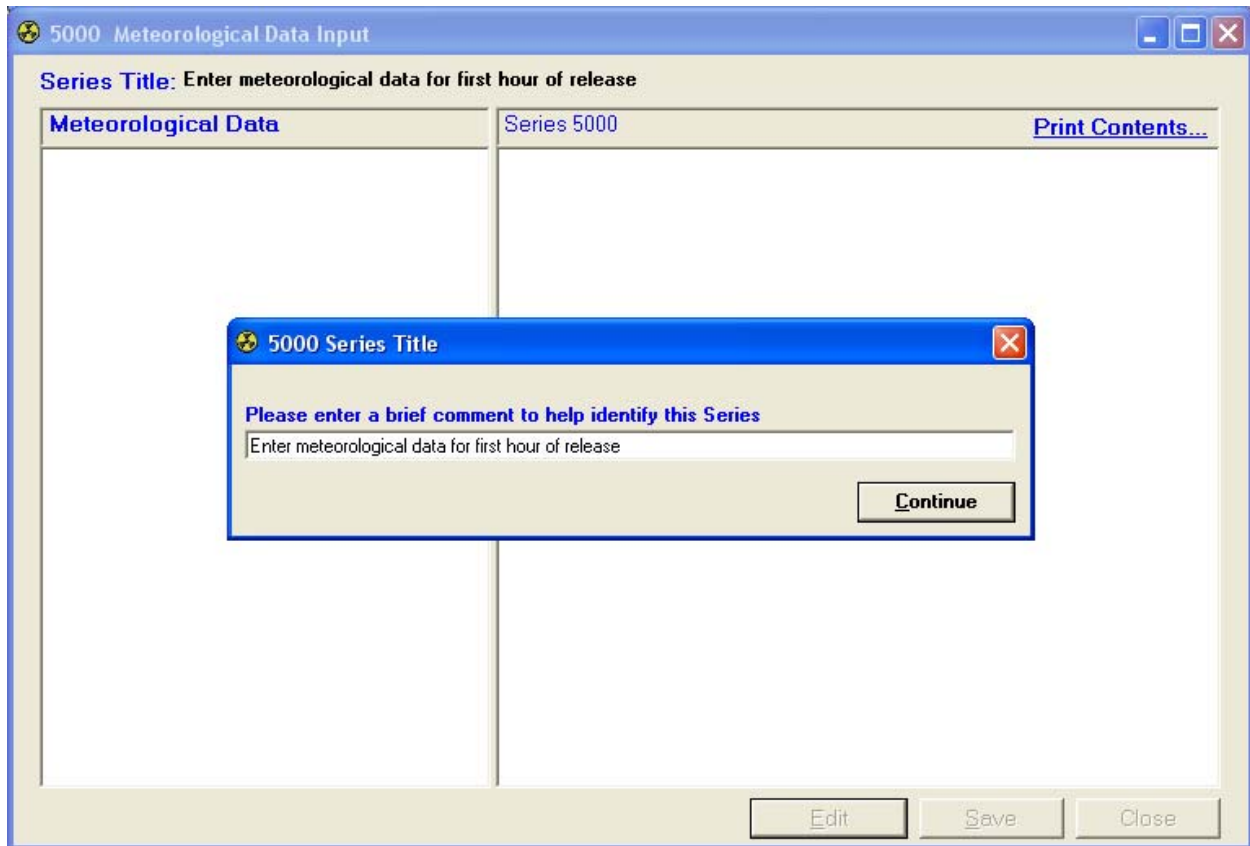 5000 Meteorological Data Input
Series Title: Enter meteorological data for first hour of release
Meteorological Data
Series 5000
Print Contents...
5000 Series Title
Please enter a brief comment to help identify this Series
Enter meteorological data for first hour of release
Continue
Edit Save Close